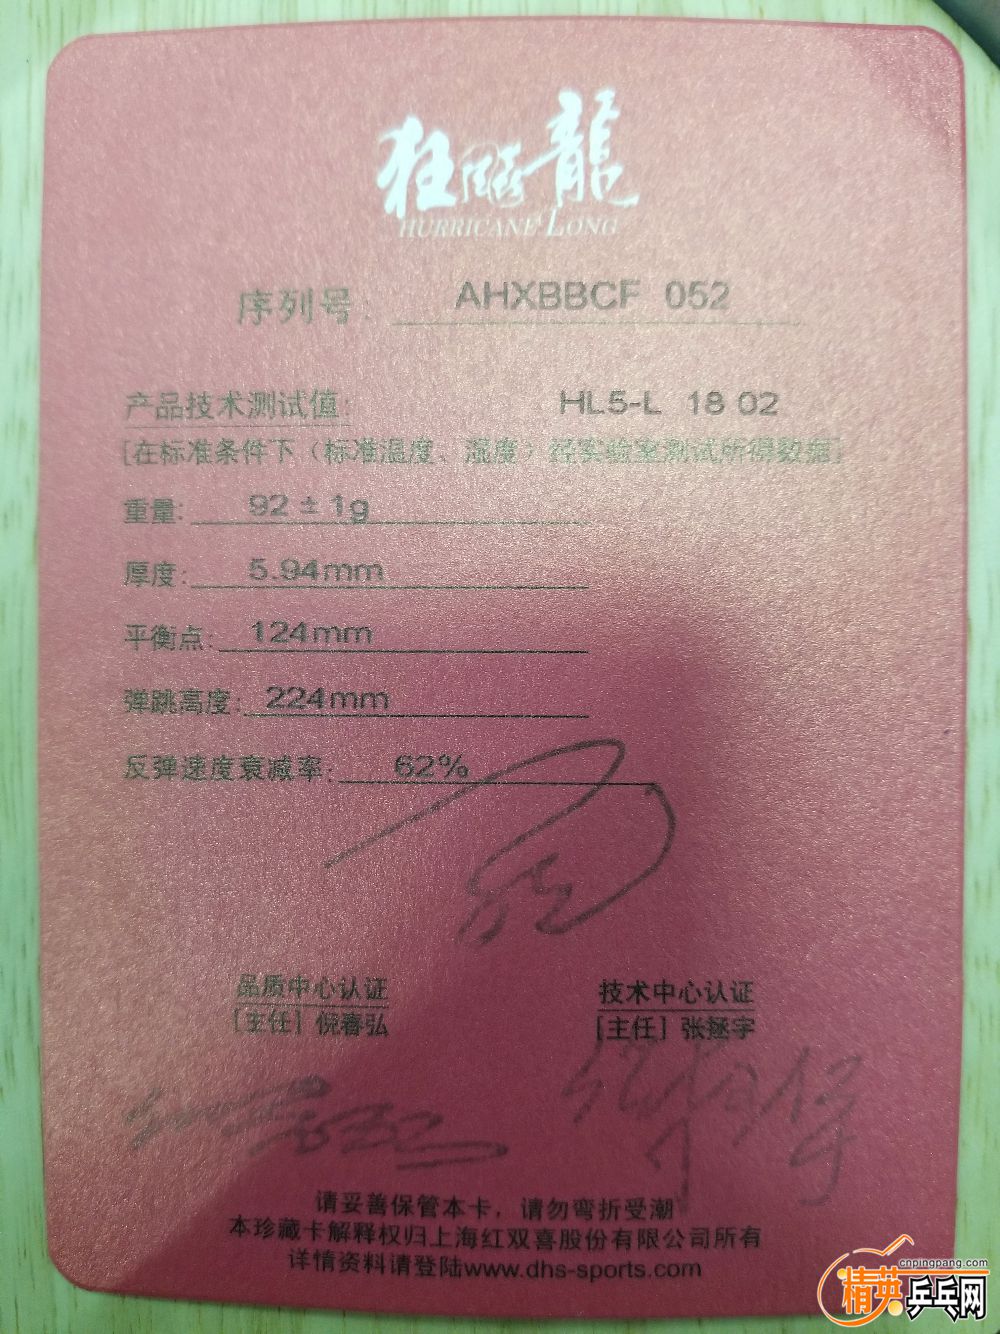 狂飚龍
HURRICANE LONG
序列号: AHXBBCF 052
产品技术测试值: HL5-L 18 02
[在标准条件下（标准温度、湿度）经实验室测试所得数据]
重量: 92 ± 1g
厚度: 5.94mm
平衡点: 124mm
弹跳高度: 224mm
反弹速度衰减率: 62%
品质中心认证 技术中心认证
[主任] 倪春弘 [主任] 张拯宇
请妥善保管本卡，请勿弯折受潮
本珍藏卡解释权归上海红双喜股份有限公司所有
详情资料请登陆www.dhs-sports.com
cnpingpang.com
精英乒乓网